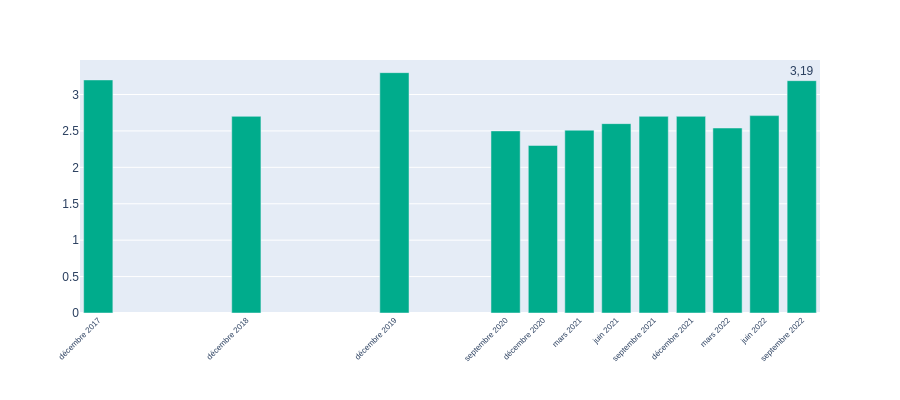 3,19
3
2.5
2
1.5
1
0.5
0
décembre 2017
décembre 2018
décembre 2019
septembre 2020
décembre 2020
mars 2021
juin 2021
septembre 2021
décembre 2021
mars 2022
juin 2022
septembre 2022